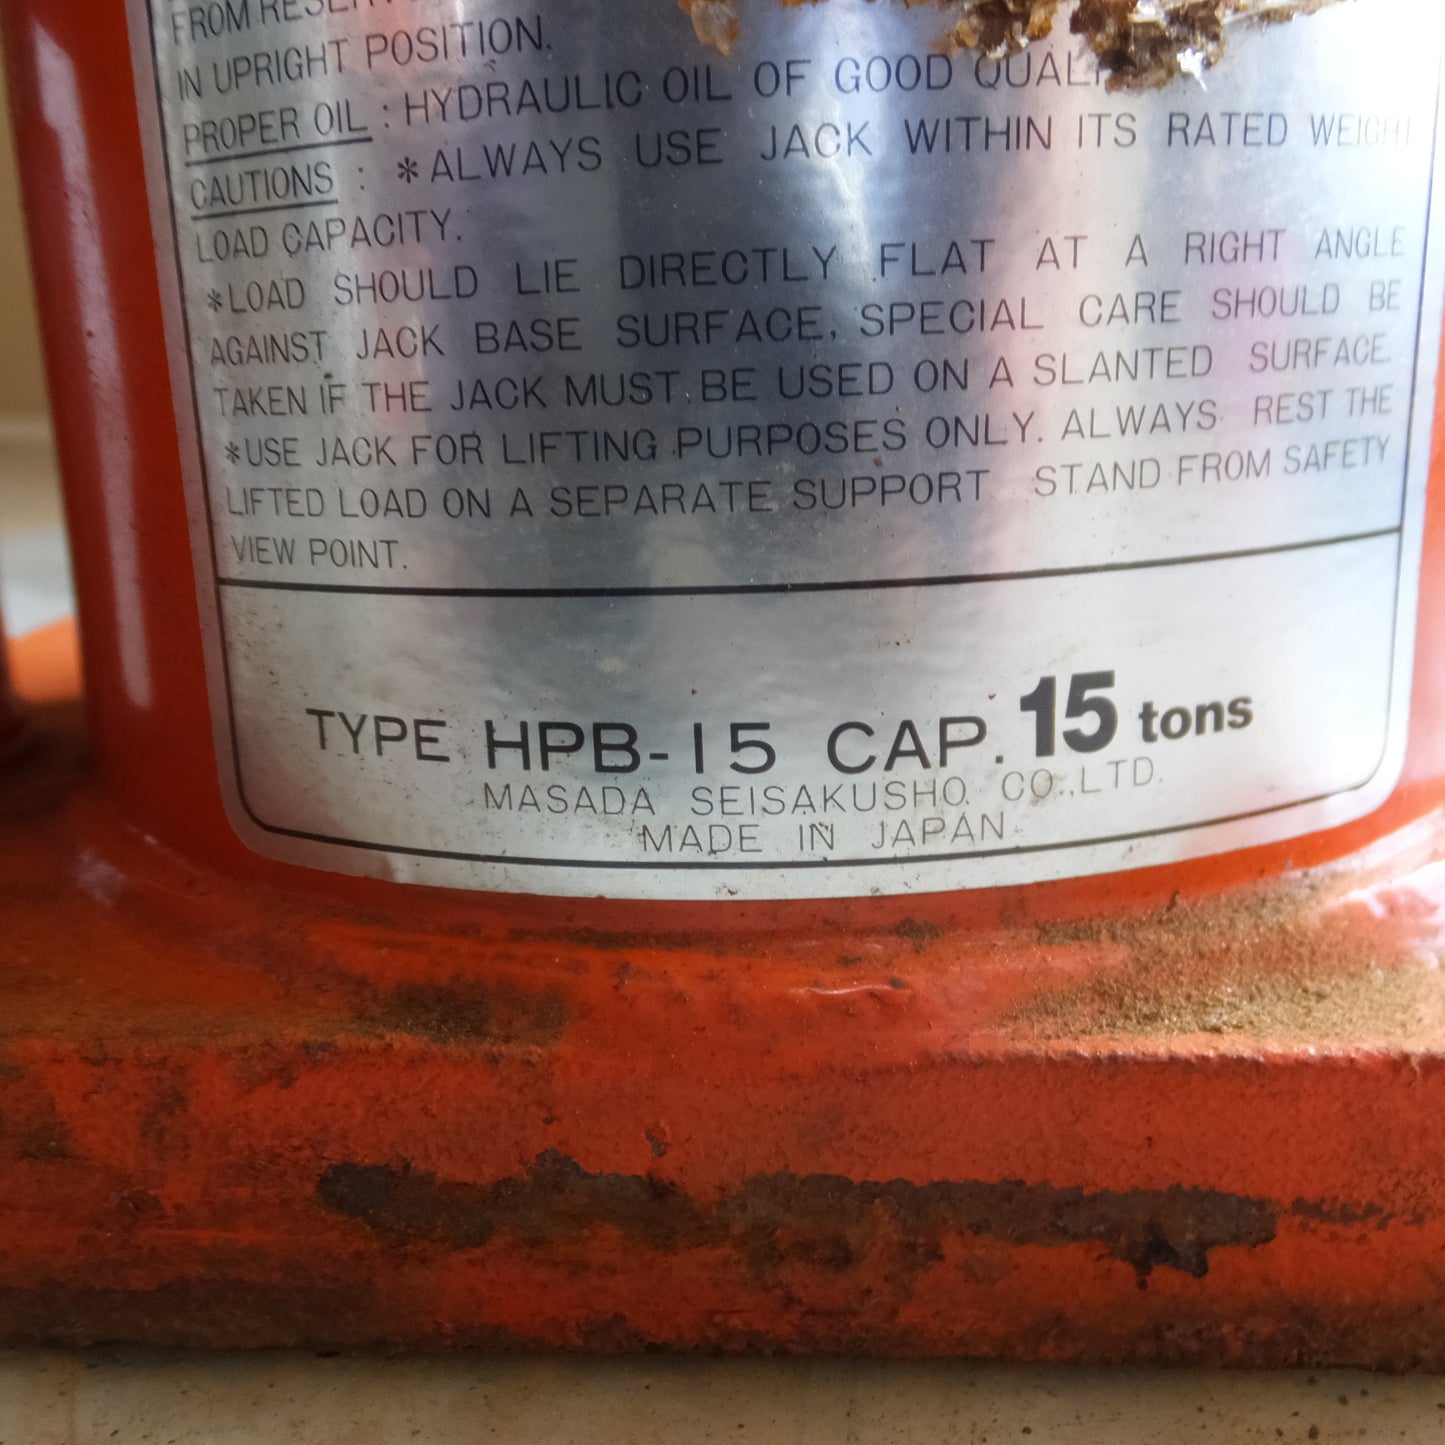 FROM
IN UPRIGHT POSITION.
PROPER OIL : HYDRAULIC OIL OF GOOD
CAUTIONS : *ALWAYS USE JACK WITHIN ITS RATED WEIGHT
LOAD CAPACITY.
*LOAD SHOULD LIE DIRECTLY FLAT AT A RIGHT ANGLE
AGAINST JACK BASE SURFACE, SPECIAL CARE SHOULD BE
TAKEN IF THE JACK MUST BE USED ON A SLANTED SURFACE.
*USE JACK FOR LIFTING PURPOSES ONLY. ALWAYS REST THE
LIFTED LOAD ON A SEPARATE SUPPORT STAND FROM SAFETY
VIEW POINT.
TYPE HPB-15 CAP. 15 tons
MASADA SEISAKUSHO CO.,LTD.
MADE IN JAPAN